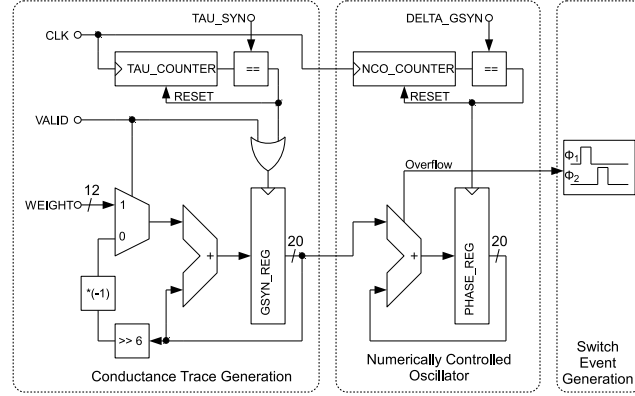 TAU_SYN
DELTA_GSYN
CLK
TAU_COUNTER
==
NCO_COUNTER
==
RESET
RESET
VALID
Overflow
Φ1
Φ2
WEIGHT
12
1
0
+
GSYN_REG
20
+
PHASE_REG
20
*(-1)
>> 6
Conductance Trace Generation
Numerically Controlled
Oscillator
Switch
Event
Generation